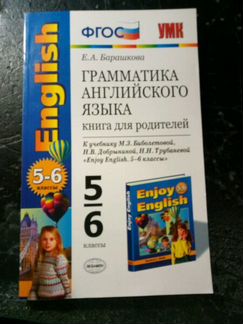 ФГОС
УМК
Е.А. Барашкова
ГРАММАТИКА
АНГЛИЙСКОГО
ЯЗЫКА
книга для родителей
К учебнику М.З. Биболетовой,
Н.В. Добрыниной, Н.Н. Трубаневой
«Enjoy English. 5–6 классы»
English
5-6
классы
5
6
классы
Enjoy
English
ЭКЗАМЕН